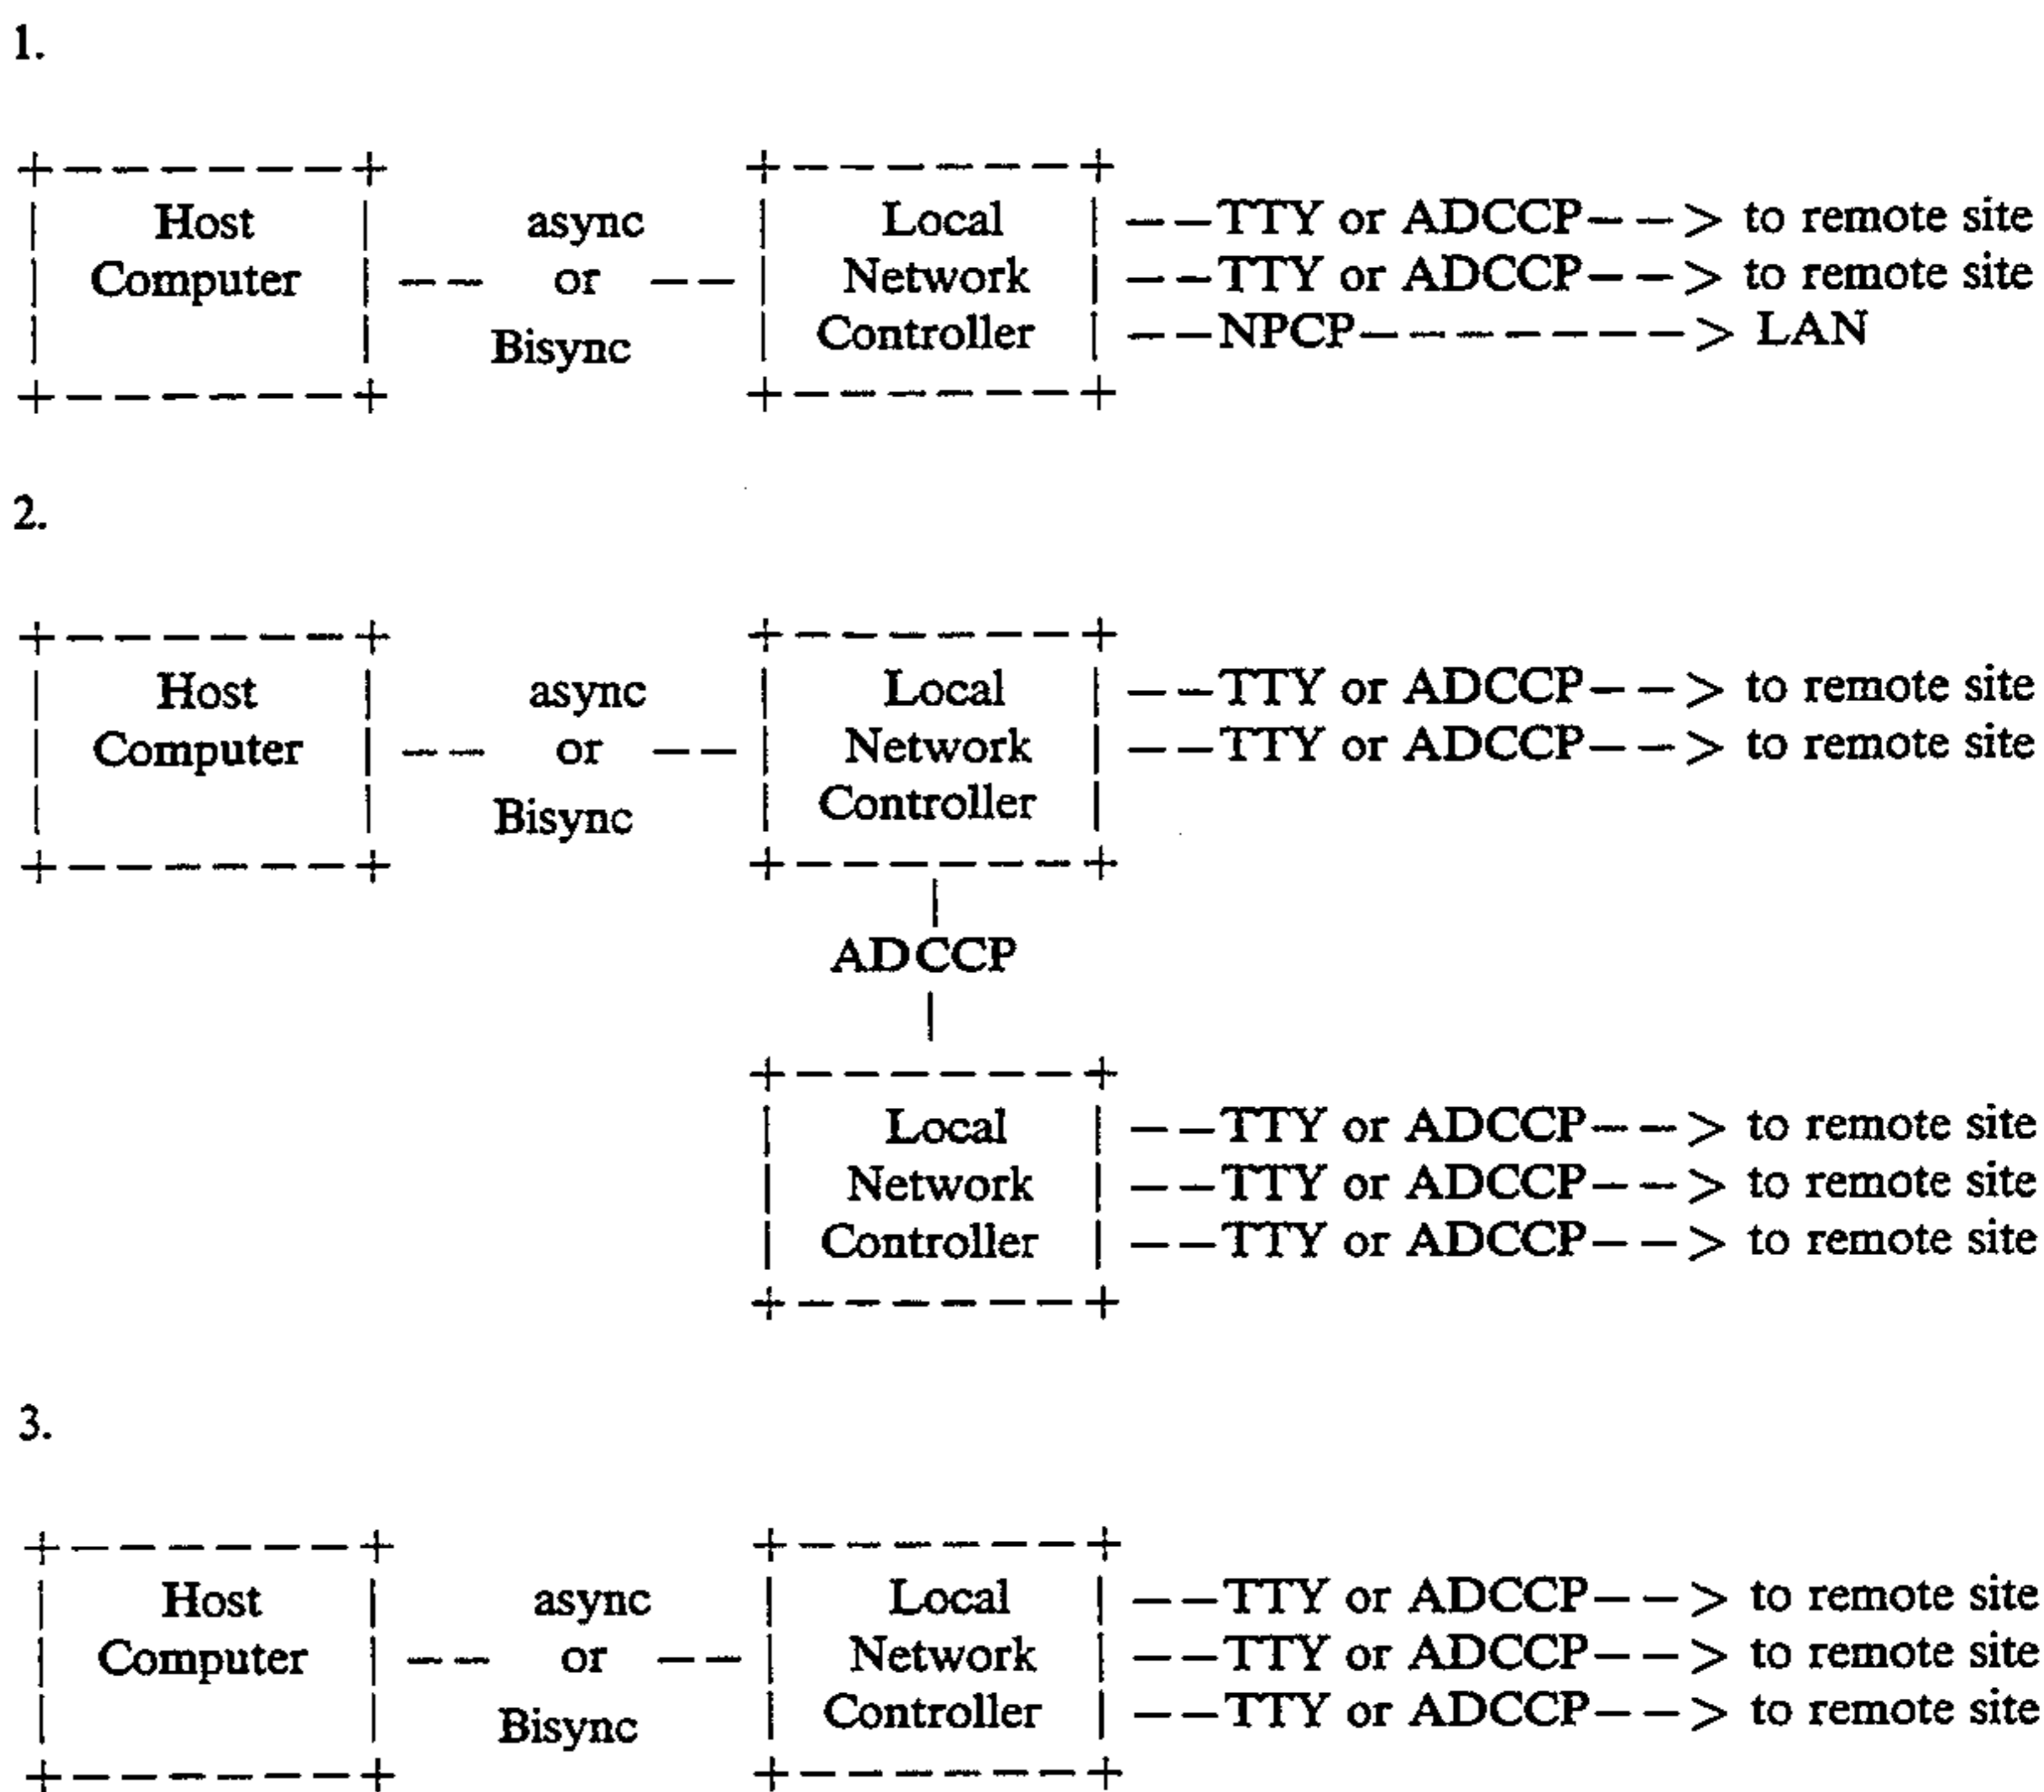 1.
Host Computer
async or Bisync
Local Network Controller
TTY or ADCCP to remote site
TTY or ADCCP to remote site
NPCP LAN
2.
Host Computer
async or Bisync
Local Network Controller
TTY or ADCCP to remote site
TTY or ADCCP to remote site
ADCCP
Local Network Controller
TTY or ADCCP to remote site
TTY or ADCCP to remote site
TTY or ADCCP to remote site
3.
Host Computer
async or Bisync
Local Network Controller
TTY or ADCCP to remote site
TTY or ADCCP to remote site
TTY or ADCCP to remote site